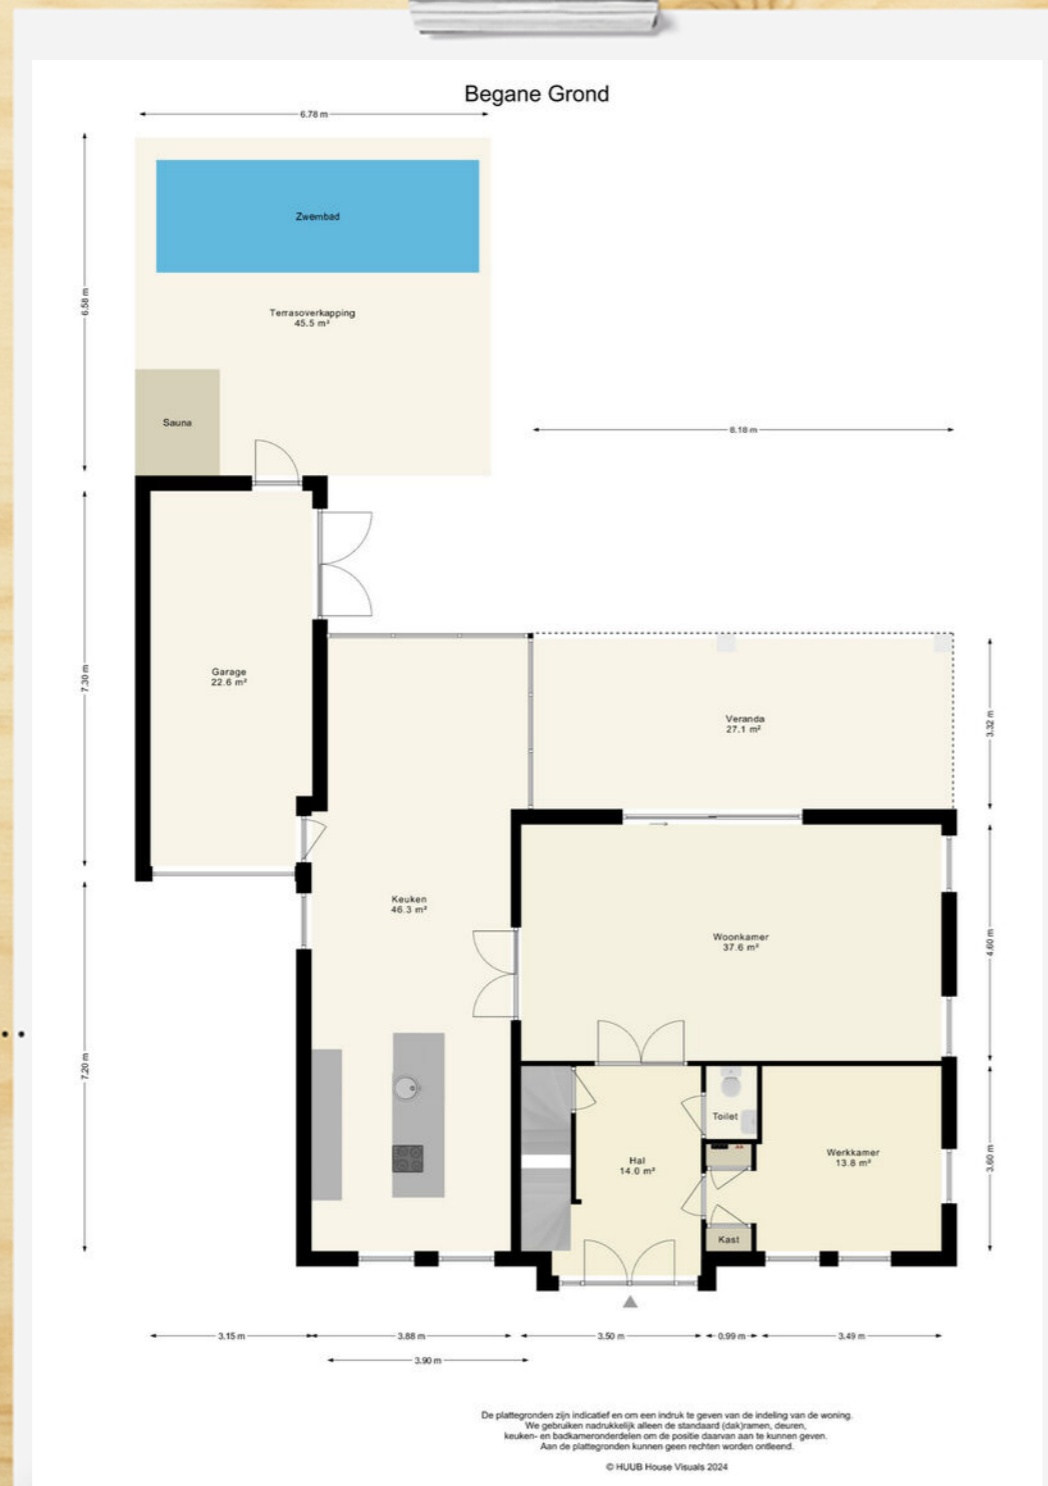 Begane Grond
6.78 m
Zwembad
6.58 m
Terrasoverkapping
45.5 m²
Sauna
8.18 m
Garage
22.6 m²
7.30 m
Veranda
27.1 m²
3.32 m
Keuken
46.3 m²
Woonkamer
37.6 m²
4.60 m
7.20 m
Toilet
Hal
14.0 m²
Werkkamer
13.8 m²
3.60 m
Kast
3.15 m
3.88 m
3.50 m
0.99 m
3.49 m
3.90 m
De plattegronden zijn indicatief en om een indruk te geven van de indeling van de woning.
We gebruiken nadrukkelijk alleen de standaard (dak)ramen, deuren,
keuken- en badkameronderdelen om de positie daarvan aan te kunnen geven.
Aan de plattegronden kunnen geen rechten worden ontleend.
© HUUB House Visuals 2024